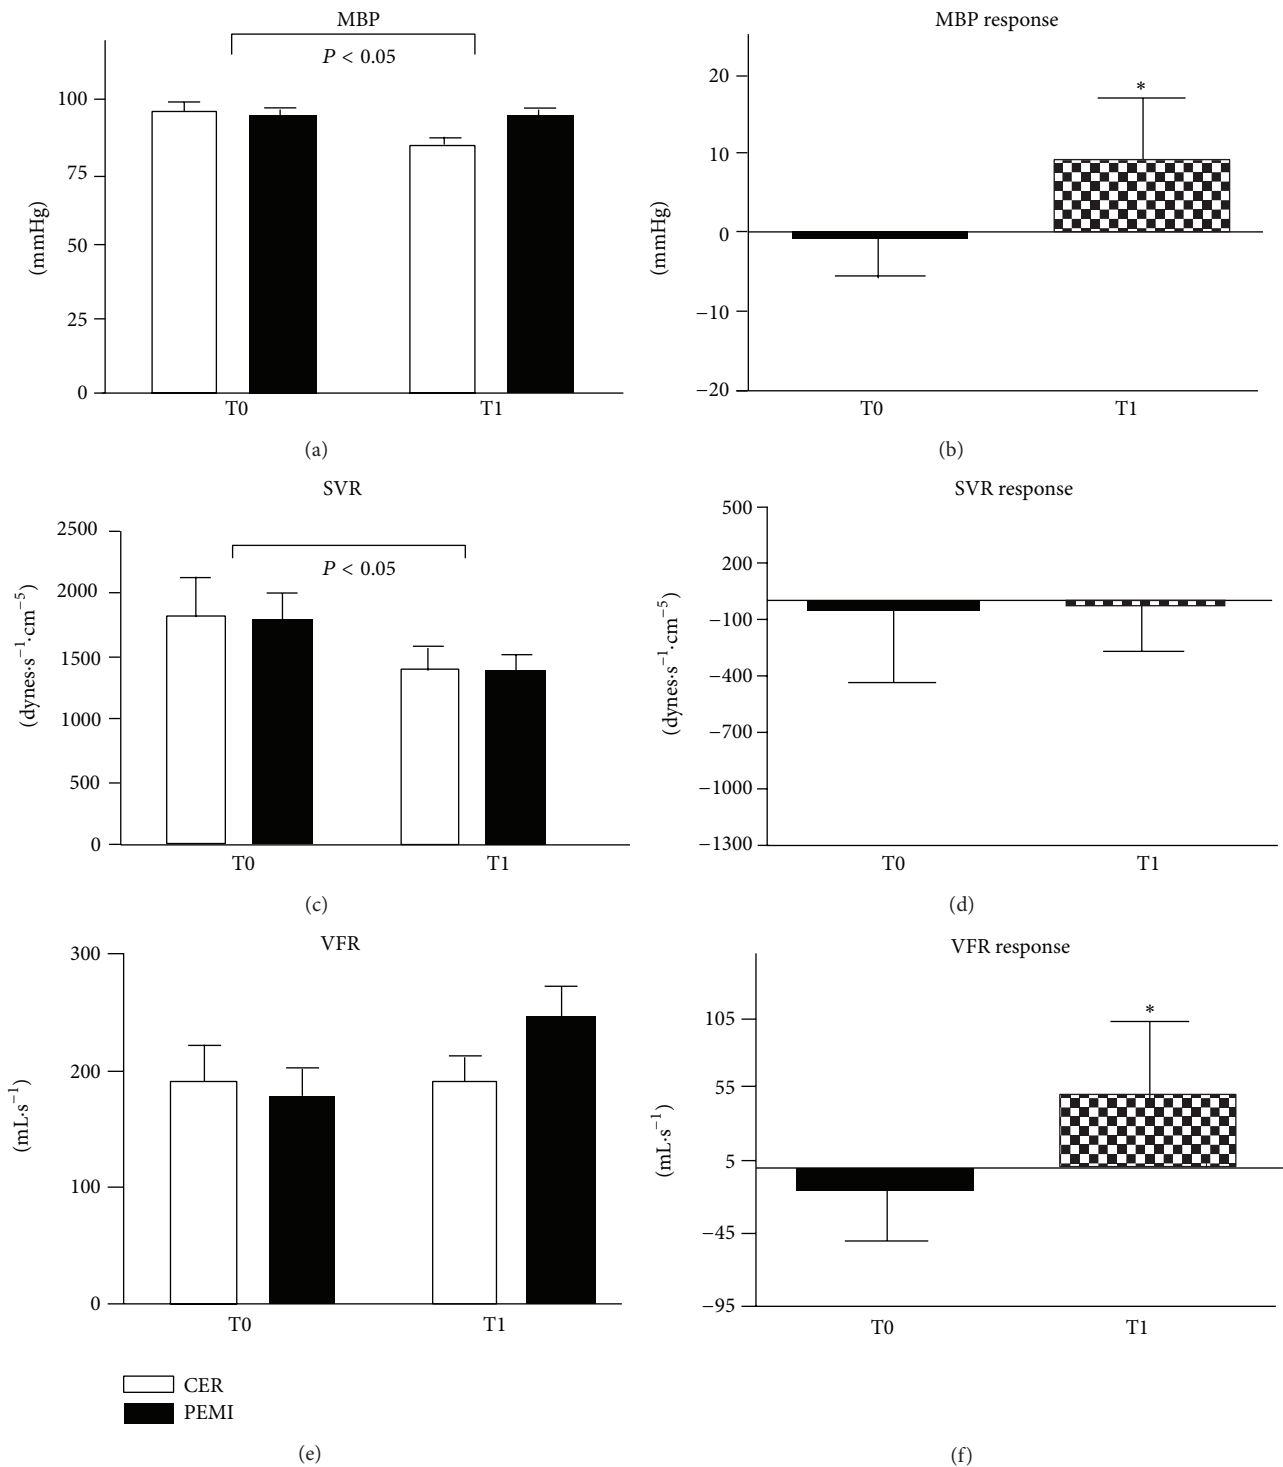 MBP
P < 0.05
100
75
50
25
0
(mmHg)
T0 T1
(a)
MBP response
*
20
10
0
−10
−20
(mmHg)
T0 T1
(b)
SVR
P < 0.05
2500
2000
1500
1000
500
0
(dynes·s−1·cm−5)
T0 T1
(c)
SVR response
500
200
−100
−400
−700
−1000
−1300
(dynes·s−1·cm−5)
T0 T1
(d)
VFR
300
200
100
0
(mL·s−1)
T0 T1
CER
PEMI
(e)
VFR response
*
105
55
5
−45
−95
(mL·s−1)
T0 T1
(f)